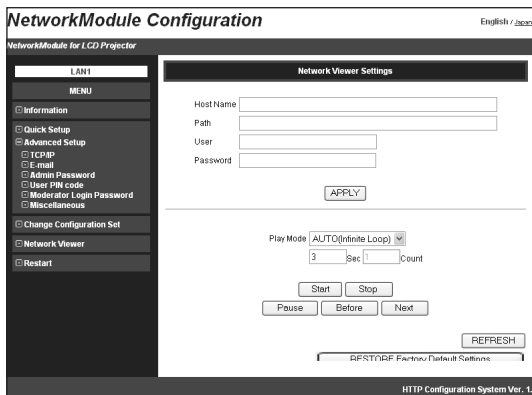 NetworkModule Configuration
English / Japan
NetworkModule for LCD Projector
LAN1
MENU
Information
Quick Setup
Advanced Setup
TCP/IP
E-mail
Admin Password
User PIN code
Moderator Login Password
Miscellaneous
Change Configuration Set
Network Viewer
Restart
Network Viewer Settings
Host Name
Path
User
Password
APPLY
Play Mode AUTO(Infinite Loop)
3 Sec 1 Count
Start Stop
Pause Before Next
REFRESH
RESTORE Factory Default Settings
HTTP Configuration System Ver. 1.